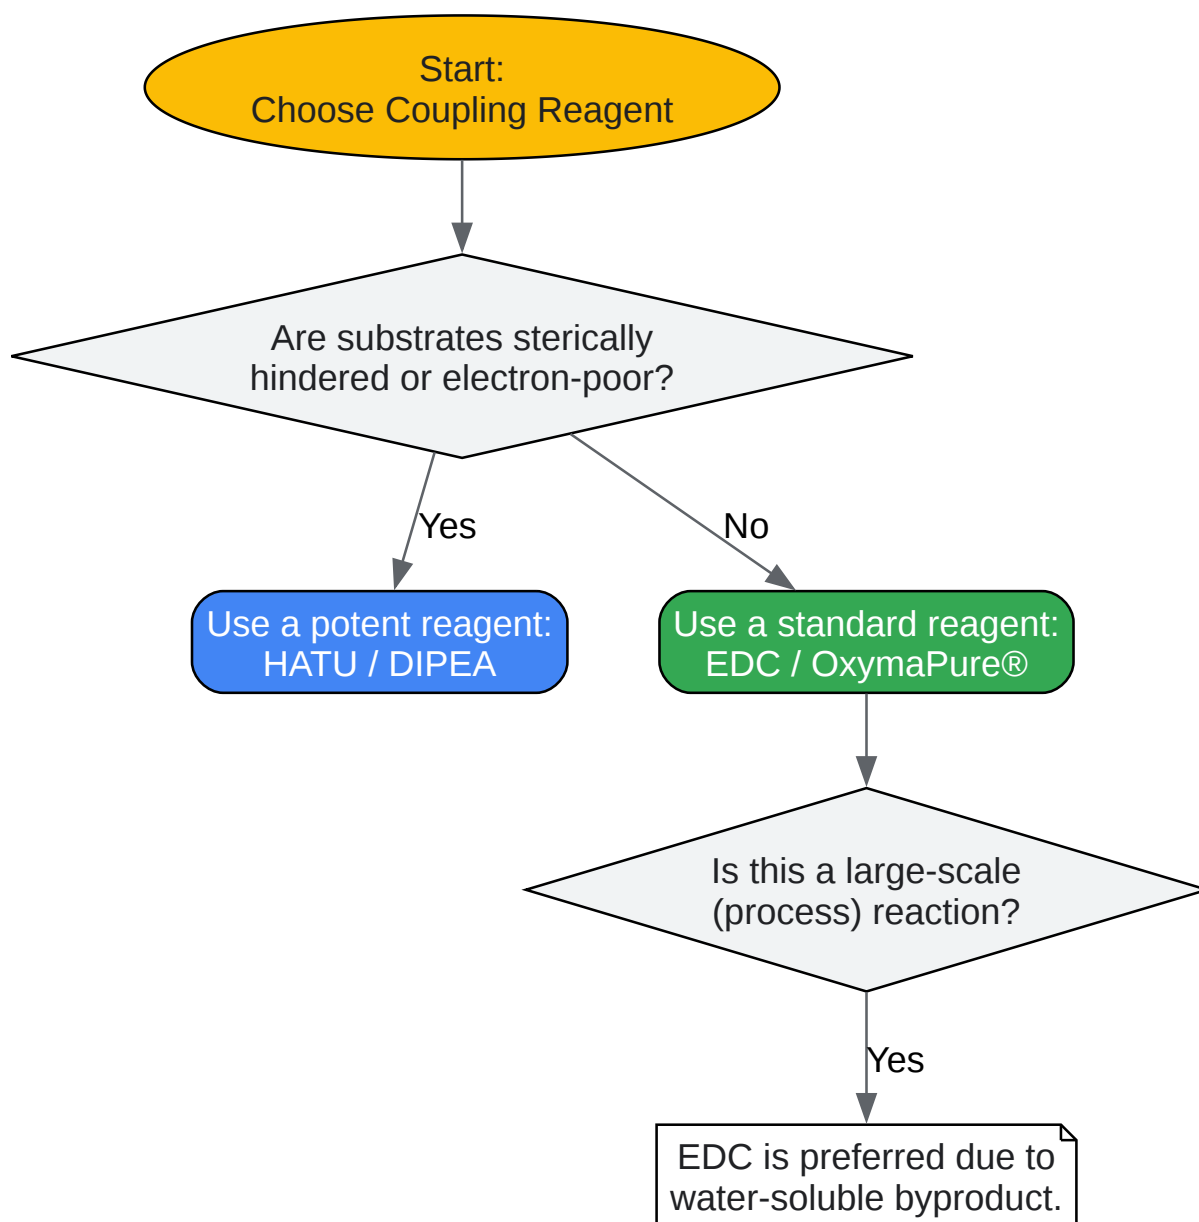 Start:
Choose Coupling Reagent
Are substrates sterically
hindered or electron-poor?
Yes
No
Use a potent reagent:
HATU / DIPEA
Use a standard reagent:
EDC / OxymaPure®
Is this a large-scale
(process) reaction?
Yes
EDC is preferred due to
water-soluble byproduct.